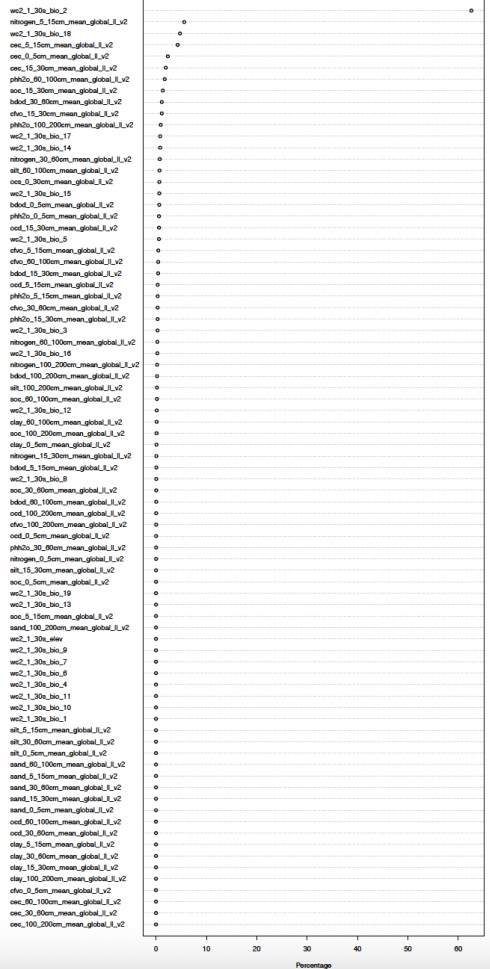 wc2_1_30s_bio_2
nitrogen_5_15cm_mean_global_ll_v2
wc2_1_30s_bio_18
cec_5_15cm_mean_global_ll_v2
cec_0_5cm_mean_global_ll_v2
cec_15_30cm_mean_global_ll_v2
phh2o_60_100cm_mean_global_ll_v2
soc_15_30cm_mean_global_ll_v2
bdod_30_60cm_mean_global_ll_v2
cfvo_15_30cm_mean_global_ll_v2
phh2o_100_200cm_mean_global_ll_v2
wc2_1_30s_bio_17
wc2_1_30s_bio_14
nitrogen_30_60cm_mean_global_ll_v2
silt_60_100cm_mean_global_ll_v2
ocs_0_30cm_mean_global_ll_v2
wc2_1_30s_bio_15
bdod_0_5cm_mean_global_ll_v2
phh2o_0_5cm_mean_global_ll_v2
ocd_15_30cm_mean_global_ll_v2
wc2_1_30s_bio_5
cfvo_5_15cm_mean_global_ll_v2
cfvo_60_100cm_mean_global_ll_v2
bdod_15_30cm_mean_global_ll_v2
ocd_5_15cm_mean_global_ll_v2
phh2o_5_15cm_mean_global_ll_v2
cfvo_30_60cm_mean_global_ll_v2
phh2o_15_30cm_mean_global_ll_v2
wc2_1_30s_bio_3
nitrogen_60_100cm_mean_global_ll_v2
wc2_1_30s_bio_16
nitrogen_100_200cm_mean_global_ll_v2
bdod_100_200cm_mean_global_ll_v2
silt_100_200cm_mean_global_ll_v2
soc_60_100cm_mean_global_ll_v2
wc2_1_30s_bio_12
clay_60_100cm_mean_global_ll_v2
soc_100_200cm_mean_global_ll_v2
clay_0_5cm_mean_global_ll_v2
nitrogen_15_30cm_mean_global_ll_v2
bdod_5_15cm_mean_global_ll_v2
wc2_1_30s_bio_8
soc_30_60cm_mean_global_ll_v2
bdod_60_100cm_mean_global_ll_v2
ocd_100_200cm_mean_global_ll_v2
cfvo_100_200cm_mean_global_ll_v2
ocd_0_5cm_mean_global_ll_v2
phh2o_30_60cm_mean_global_ll_v2
nitrogen_0_5cm_mean_global_ll_v2
silt_15_30cm_mean_global_ll_v2
soc_0_5cm_mean_global_ll_v2
wc2_1_30s_bio_19
wc2_1_30s_bio_13
soc_5_15cm_mean_global_ll_v2
sand_100_200cm_mean_global_ll_v2
wc2_1_30s_elev
wc2_1_30s_bio_9
wc2_1_30s_bio_7
wc2_1_30s_bio_6
wc2_1_30s_bio_4
wc2_1_30s_bio_11
wc2_1_30s_bio_10
wc2_1_30s_bio_1
silt_5_15cm_mean_global_ll_v2
silt_30_60cm_mean_global_ll_v2
silt_0_5cm_mean_global_ll_v2
sand_60_100cm_mean_global_ll_v2
sand_5_15cm_mean_global_ll_v2
sand_30_60cm_mean_global_ll_v2
sand_15_30cm_mean_global_ll_v2
sand_0_5cm_mean_global_ll_v2
ocd_60_100cm_mean_global_ll_v2
ocd_30_60cm_mean_global_ll_v2
clay_5_15cm_mean_global_ll_v2
clay_30_60cm_mean_global_ll_v2
clay_15_30cm_mean_global_ll_v2
clay_100_200cm_mean_global_ll_v2
cfvo_0_5cm_mean_global_ll_v2
cec_60_100cm_mean_global_ll_v2
cec_30_60cm_mean_global_ll_v2
cec_100_200cm_mean_global_ll_v2
0 10 20 30 40 50 60
Percentage